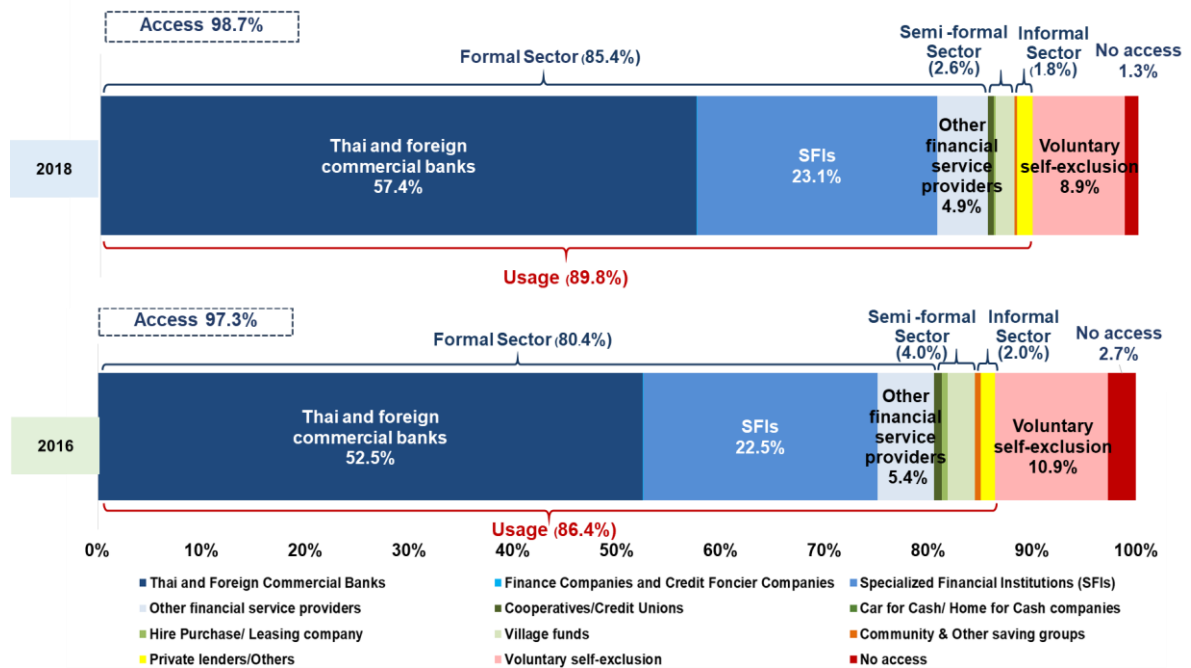 Access 98.7%
Formal Sector (85.4%)
Semi -formal
Sector
(2.6%)
Informal
Sector
(1.8%)
No access
1.3%
2018
Thai and foreign
commercial banks
57.4%
SFIs
23.1%
Other
financial
service
providers
4.9%
Voluntary
self-exclusion
8.9%
Usage (89.8%)
Access 97.3%
Formal Sector (80.4%)
Semi -formal
Sector
(4.0%)
Informal
Sector
(2.0%)
No access
2.7%
2016
Thai and foreign
commercial banks
52.5%
SFIs
22.5%
Other
financial
service
providers
5.4%
Voluntary
self-exclusion
10.9%
Usage (86.4%)
0% 10% 20% 30% 40% 50% 60% 70% 80% 90% 100%
Thai and Foreign Commercial Banks
Finance Companies and Credit Foncier Companies
Specialized Financial Institutions (SFIs)
Other financial service providers
Cooperatives/Credit Unions
Car for Cash/ Home for Cash companies
Hire Purchase/ Leasing company
Village funds
Community & Other saving groups
Private lenders/Others
Voluntary self-exclusion
No access